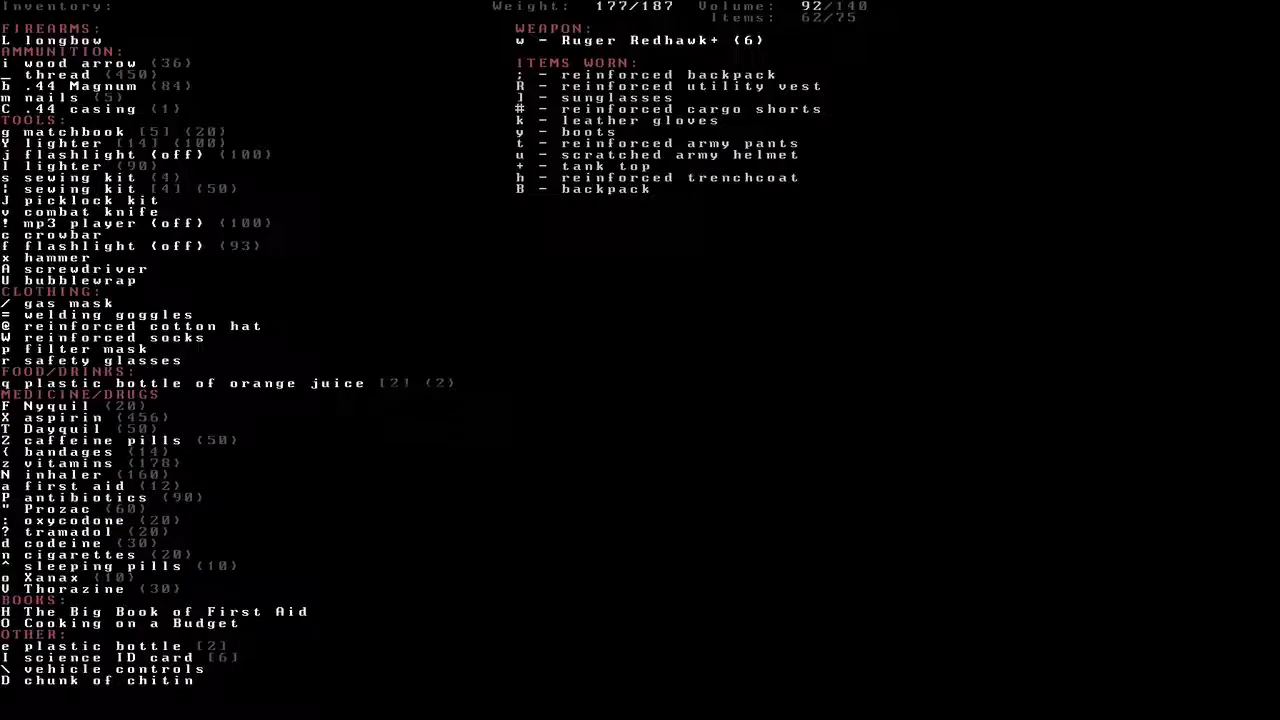 Inventory: Weight: 177/187 Volume: 92/140
Items: 62/75
FIREARMS: WEAPON:
L longbow w - Ruger Redhawk+ (6)
AMMUNITION:
i wood arrow (36) ITEMS WORN:
_ thread (450) ; - reinforced backpack
b .44 Magnum (84) R - reinforced utility vest
m nails (5) ] - sunglasses
C .44 casing (1) # - reinforced cargo shorts
TOOLS: k - leather gloves
g matchbook [5] (20) y - boots
Y lighter [14] (100) t - reinforced army pants
j flashlight (off) (100) u - scratched army helmet
l lighter (90) + - tank top
s sewing kit (4) h - reinforced trenchcoat
¦ sewing kit [4] (50) B - backpack
J picklock kit
v combat knife
! mp3 player (off) (100)
c crowbar
f flashlight (off) (93)
x hammer
A screwdriver
U bubblewrap
CLOTHING:
/ gas mask
= welding goggles
@ reinforced cotton hat
W reinforced socks
p filter mask
r safety glasses
FOOD/DRINKS:
q plastic bottle of orange juice [2] (2)
MEDICINE/DRUGS
F Nyquil (20)
X aspirin (456)
T Dayquil (50)
Z caffeine pills (50)
{ bandages (14)
z vitamins (178)
N inhaler (160)
a first aid (12)
P antibiotics (90)
" Prozac (60)
: oxycodone (20)
? tramadol (20)
d codeine (30)
n cigarettes (20)
^ sleeping pills (10)
o Xanax (10)
V Thorazine (30)
BOOKS:
H The Big Book of First Aid
O Cooking on a Budget
OTHER:
e plastic bottle [2]
I science ID card [6]
\ vehicle controls
D chunk of chitin